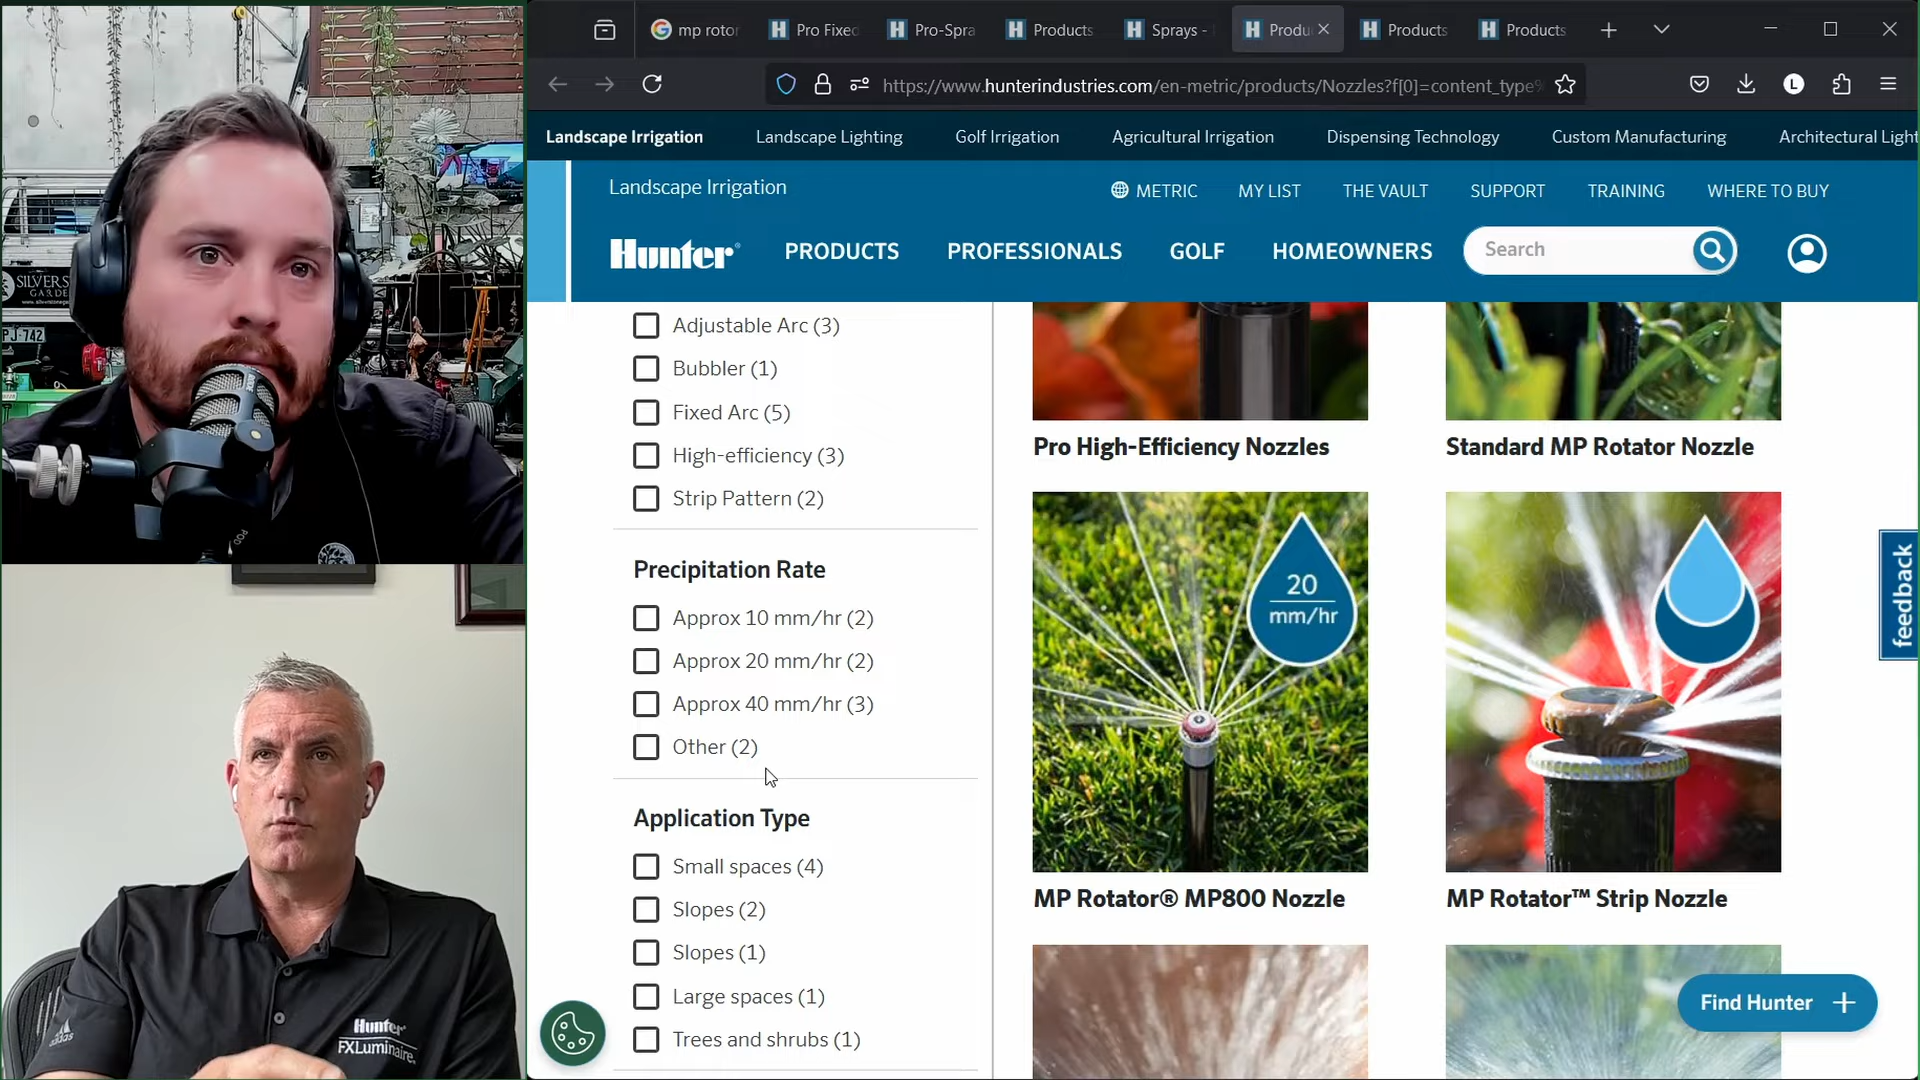 SILVERS
GARDE
PJ-742
POD
adidas
Hunter
FXLuminaire
mp rotor
Pro Fixed
Pro-Spra
Products
Sprays -
Produ
Products
Products
https://www.hunterindustries.com/en-metric/products/Nozzles?f[0]=content_type%
L
Landscape Irrigation
Landscape Lighting
Golf Irrigation
Agricultural Irrigation
Dispensing Technology
Custom Manufacturing
Architectural Light
Landscape Irrigation
METRIC
MY LIST
THE VAULT
SUPPORT
TRAINING
WHERE TO BUY
Hunter®
PRODUCTS
PROFESSIONALS
GOLF
HOMEOWNERS
Search
Adjustable Arc (3)
Bubbler (1)
Fixed Arc (5)
High-efficiency (3)
Strip Pattern (2)
Precipitation Rate
Approx 10 mm/hr (2)
Approx 20 mm/hr (2)
Approx 40 mm/hr (3)
Other (2)
Application Type
Small spaces (4)
Slopes (2)
Slopes (1)
Large spaces (1)
Trees and shrubs (1)
Pro High-Efficiency Nozzles
Standard MP Rotator Nozzle
20
mm/hr
MP Rotator® MP800 Nozzle
MP Rotator™ Strip Nozzle
feedback
Find Hunter +